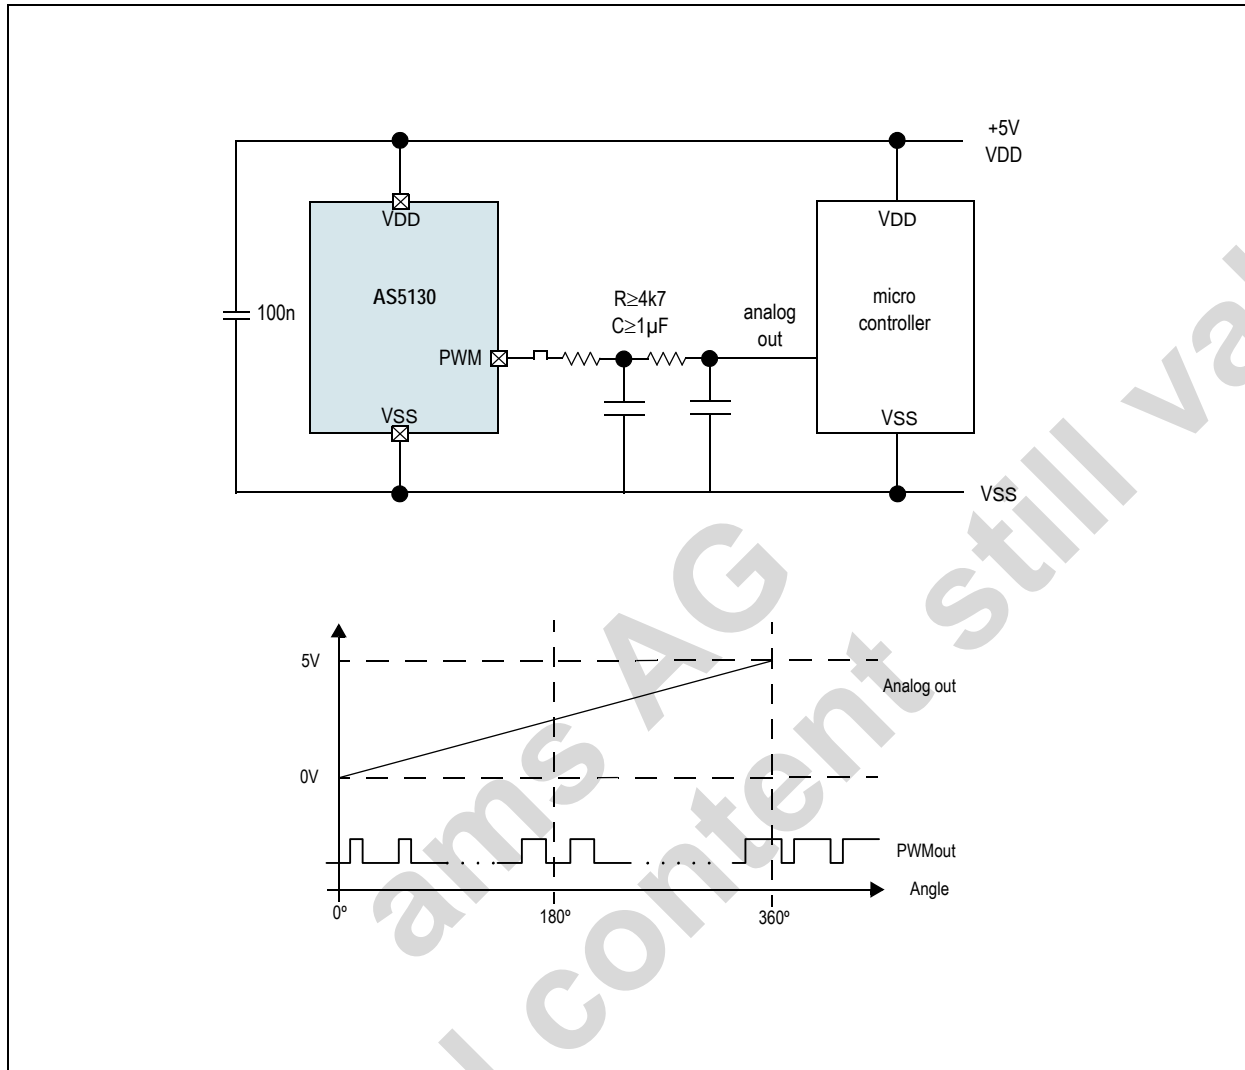 +5V
VDD
VDD
VDD
AS5130
micro
controller
100n
R≥4k7
C≥1µF
analog
out
PWM
VSS
VSS
VSS
5V
Analog out
0V
PWMout
Angle
0º
180º
360º
ams AG
content still